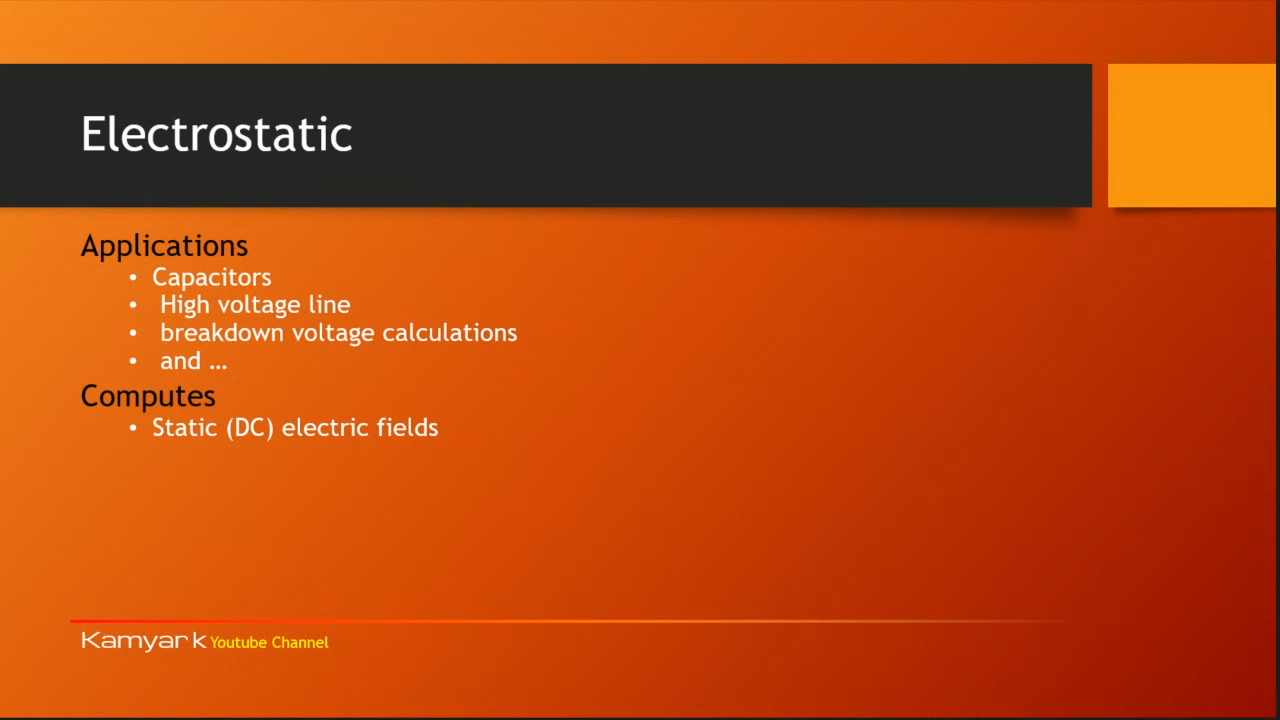 Electrostatic
Applications
• Capacitors
• High voltage line
• breakdown voltage calculations
• and ...
Computes
• Static (DC) electric fields
Kamyar k Youtube Channel